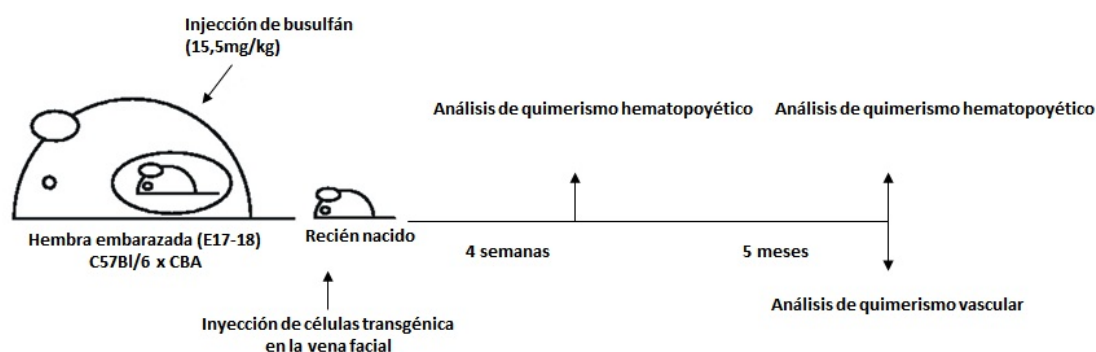 Injección de busulfán
(15,5mg/kg)
Análisis de quimerismo hematopoyético
Análisis de quimerismo hematopoyético
Hembra embarazada (E17-18)
C57Bl/6 x CBA
Recién nacido
4 semanas
5 meses
Inyección de células transgénica
en la vena facial
Análisis de quimerismo vascular